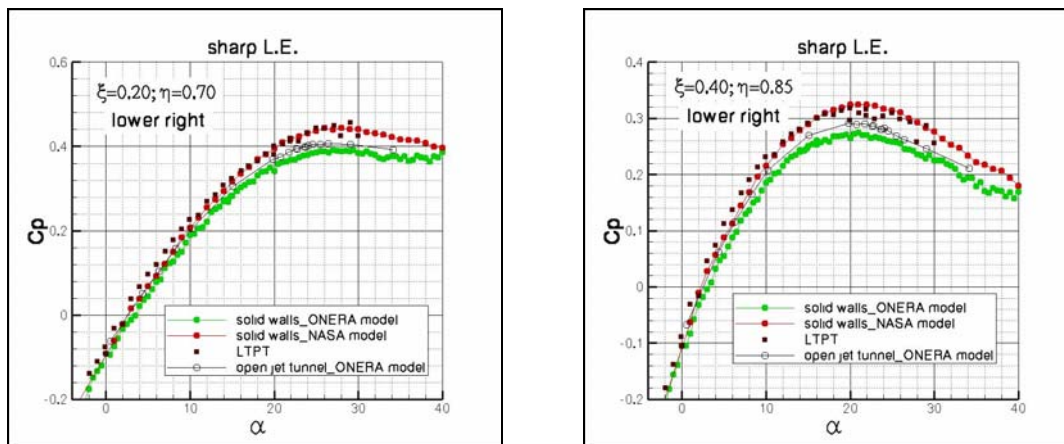 sharp L.E.
0.6
ξ=0.20; η=0.70
lower right
0.4
Cp
0.2
0
-0.2
solid walls_ONERA model
solid walls_NASA model
LTPT
open jet tunnel_ONERA model
0 10 20 30 40
α
sharp L.E.
0.4
ξ=0.40; η=0.85
lower right
0.3
0.2
Cp
0.1
0
-0.1
-0.2
solid walls_ONERA model
solid walls_NASA model
LTPT
open jet tunnel_ONERA model
0 10 20 30 40
α